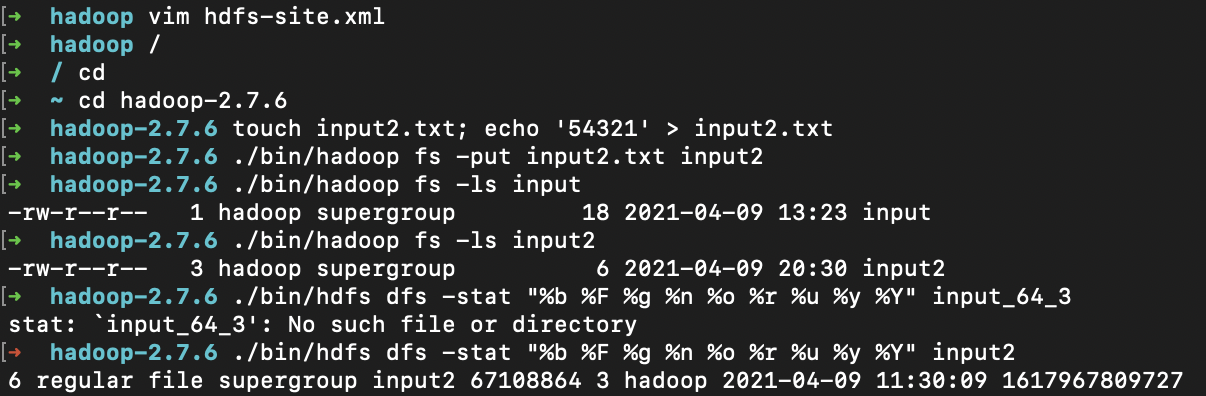 [➜  hadoop vim hdfs-site.xml
[➜  hadoop /
[➜  / cd
[➜  ~ cd hadoop-2.7.6
[➜  hadoop-2.7.6 touch input2.txt; echo '54321' > input2.txt
[➜  hadoop-2.7.6 ./bin/hadoop fs -put input2.txt input2
[➜  hadoop-2.7.6 ./bin/hadoop fs -ls input
-rw-r--r--   1 hadoop supergroup         18 2021-04-09 13:23 input
[➜  hadoop-2.7.6 ./bin/hadoop fs -ls input2
-rw-r--r--   3 hadoop supergroup          6 2021-04-09 20:30 input2
[➜  hadoop-2.7.6 ./bin/hdfs dfs -stat "%b %F %g %n %o %r %u %y %Y" input_64_3
stat: `input_64_3': No such file or directory
[➜  hadoop-2.7.6 ./bin/hdfs dfs -stat "%b %F %g %n %o %r %u %y %Y" input2
6 regular file supergroup input2 67108864 3 hadoop 2021-04-09 11:30:09 1617967809727